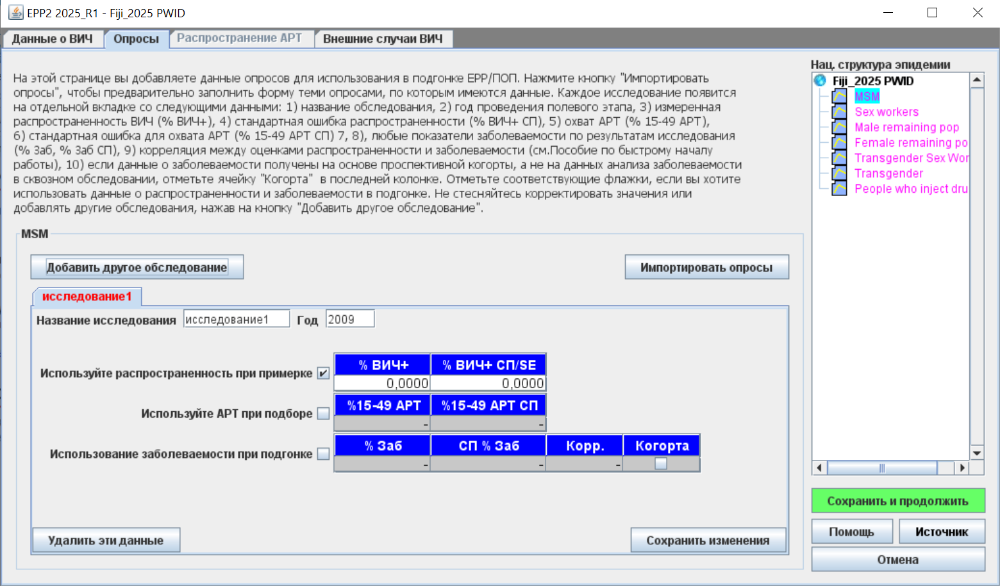 EPP2 2025_R1 - Fiji_2025 PWID
Данные о ВИЧ
Опросы
Распространение АРТ
Внешние случаи ВИЧ
На этой странице вы добавляете данные опросов для использования в подгонке EPP/ПОП. Нажмите кнопку "Импортировать
опросы", чтобы предварительно заполнить форму теми опросами, по которым имеются данные. Каждое исследование появится
на отдельной вкладке со следующими данными: 1) название обследования, 2) год проведения полевого этапа, 3) измеренная
распространенность ВИЧ (% ВИЧ+), 4) стандартная ошибка распространенности (% ВИЧ+ СП), 5) охват АРТ (% 15-49 АРТ),
6) стандартная ошибка для охвата АРТ (% 15-49 АРТ СП) 7, 8), любые показатели заболеваемости по результатам исследования
(% Заб, % Заб СП), 9) корреляция между оценками распространенности и заболеваемости (см.Пособие по быстрому началу
работы), 10) если данные о заболеваемости получены на основе проспективной когорты, а не на данных анализа заболеваемости
в сквозном обследовании, отметьте ячейку "Когорта"  в последней колонке. Отметьте соответствующие флажки, если вы хотите
использовать данные о распространенности и заболеваемости в подгонке. Не стесняйтесь корректировать значения или
добавлять другие обследования, нажав на кнопку "Добавить другое обследование".
MSM
Добавить другое обследование
Импортировать опросы
исследование1
Название исследования исследование1 Год 2009
% ВИЧ+ % ВИЧ+ СП/SE
Используйте распространенность при примерке
0,0000 0,0000
%15-49 АРТ %15-49 АРТ СП
Используйте АРТ при подборе
- -
% Заб СП % Заб Корр. Когорта
Использование заболеваемости при подгонке
- - -
Удалить эти данные
Сохранить изменения
Нац. структура эпидемии
Fiji_2025 PWID
MSM
Sex workers
Male remaining pop
Female remaining po
Transgender Sex Wor
Transgender
People who inject dru
Сохранить и продолжить
Помощь
Источник
Отмена